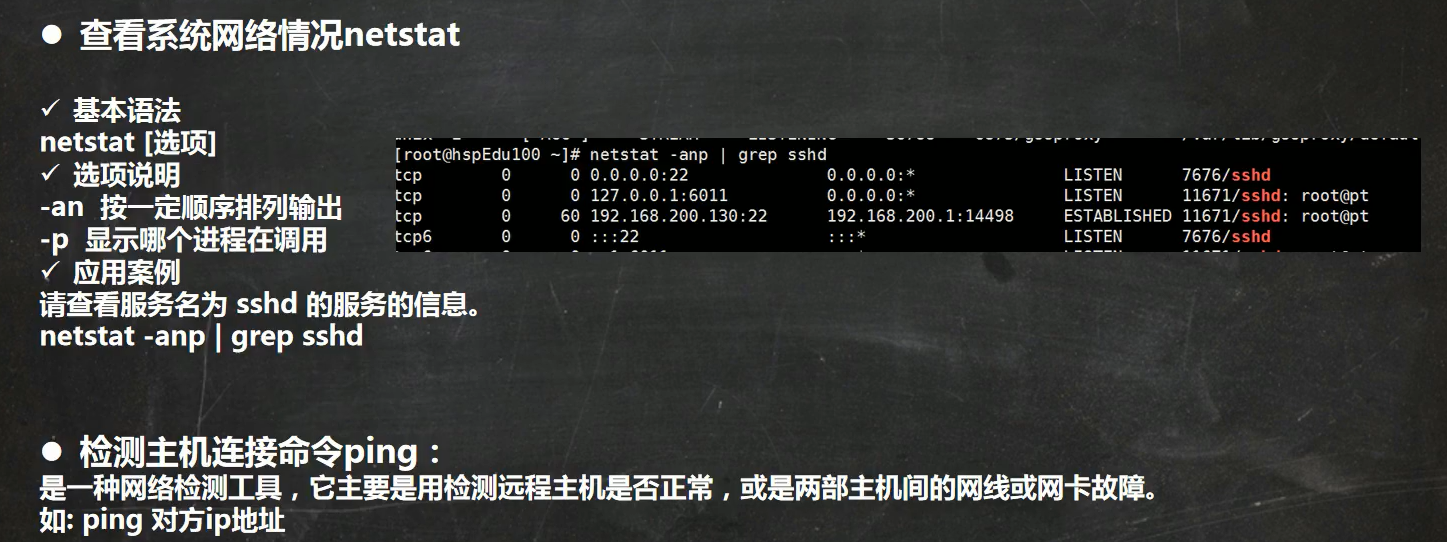 ● 查看系统网络情况netstat
✓ 基本语法
netstat [选项]
✓ 选项说明
-an 按一定顺序排列输出
-p 显示哪个进程在调用
✓ 应用案例
请查看服务名为 sshd 的服务的信息。
netstat -anp | grep sshd
[root@hspEdu100 ~]# netstat -anp | grep sshd
tcp 0 0 0.0.0.0:22 0.0.0.0:* LISTEN 7676/sshd
tcp 0 0 127.0.0.1:6011 0.0.0.0:* LISTEN 11671/sshd: root@pt
tcp 0 60 192.168.200.130:22 192.168.200.1:14498 ESTABLISHED 11671/sshd: root@pt
tcp6 0 0 :::22 :::* LISTEN 7676/sshd
● 检测主机连接命令ping：
是一种网络检测工具，它主要是用检测远程主机是否正常，或是两部主机间的网线或网卡故障。
如: ping 对方ip地址